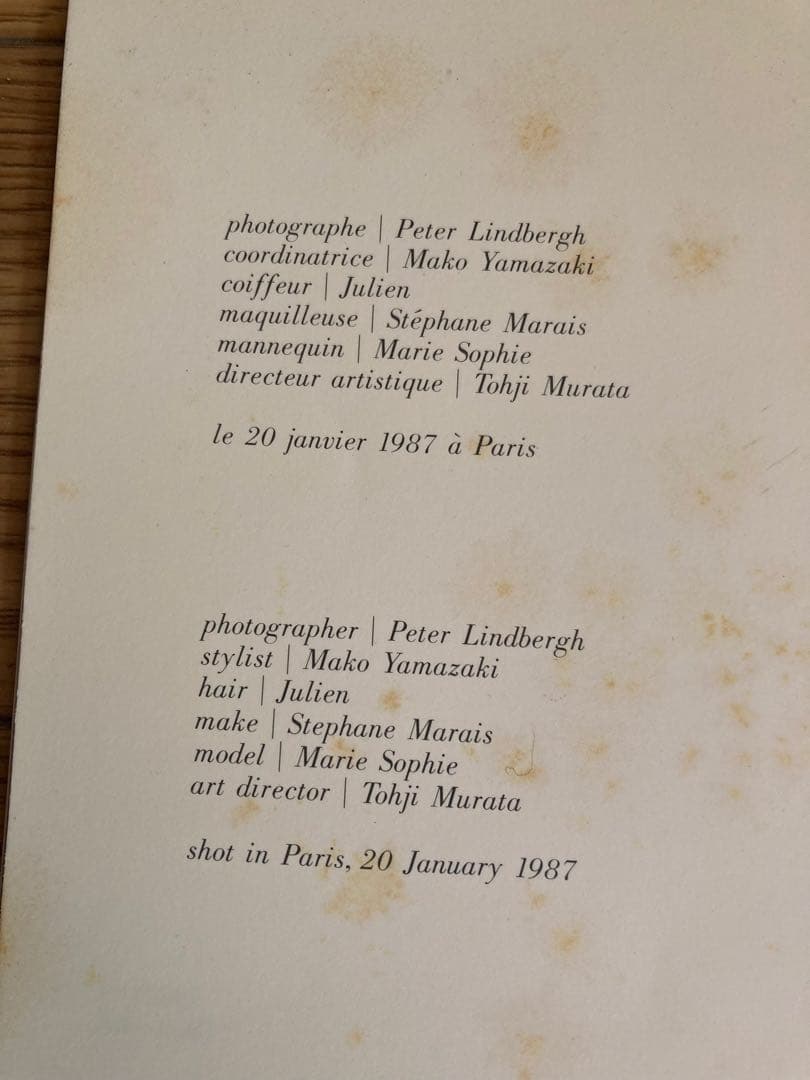 photographe | Peter Lindbergh
coordinatrice | Mako Yamazaki
coiffeur | Julien
maquilleuse | Stéphane Marais
mannequin | Marie Sophie
directeur artistique | Tohji Murata
le 20 janvier 1987 à Paris
photographer | Peter Lindbergh
stylist | Mako Yamazaki
hair | Julien
make | Stephane Marais
model | Marie Sophie
art director | Tohji Murata
shot in Paris, 20 January 1987